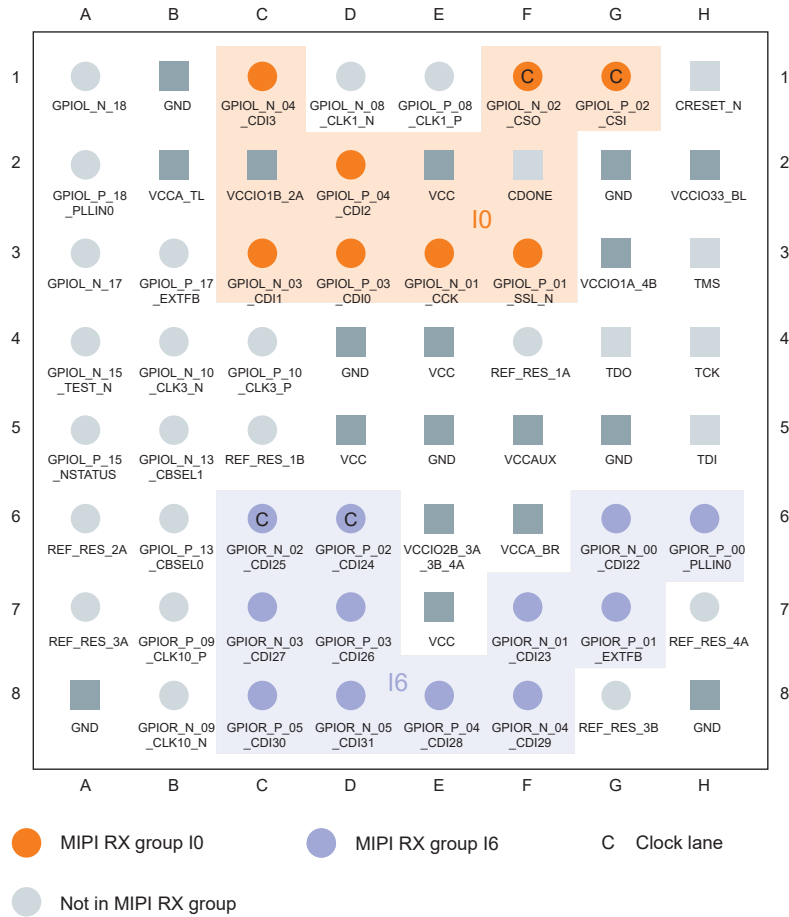 A B C D E F G H
1 C C 1
GPIOL_N_18 GND GPIOL_N_04 GPIOL_N_08 GPIOL_P_08 GPIOL_N_02 GPIOL_P_02 CRESET_N
_CDI3 _CLK1_N _CLK1_P _CSO _CSI
2 2
GPIOL_P_18 VCCA_TL VCCIO1B_2A GPIOL_P_04 VCC CDONE GND VCCIO33_BL
_PLLIN0 _CDI2
I0
3 3
GPIOL_N_17 GPIOL_P_17 GPIOL_N_03 GPIOL_P_03 GPIOL_N_01 GPIOL_P_01 VCCIO1A_4B TMS
_EXTFB _CDI1 _CDI0 _CCK _SSL_N
4 4
GPIOL_N_15 GPIOL_N_10 GPIOL_P_10 GND VCC REF_RES_1A TDO TCK
_TEST_N _CLK3_N _CLK3_P
5 5
GPIOL_P_15 GPIOL_N_13 REF_RES_1B VCC GND VCCAUX GND TDI
_NSTATUS _CBSEL1
6 C C 6
REF_RES_2A GPIOL_P_13 GPIOR_N_02 GPIOR_P_02 VCCIO2B_3A VCCA_BR GPIOR_N_00 GPIOR_P_00
_CBSEL0 _CDI25 _CDI24 _3B_4A _CDI22 _PLLIN0
7 7
REF_RES_3A GPIOR_P_09 GPIOR_N_03 GPIOR_P_03 VCC GPIOR_N_01 GPIOR_P_01 REF_RES_4A
_CLK10_P _CDI27 _CDI26 _CDI23 _EXTFB
I6
8 8
GND GPIOR_N_09 GPIOR_P_05 GPIOR_N_05 GPIOR_P_04 GPIOR_N_04 REF_RES_3B GND
_CLK10_N _CDI30 _CDI31 _CDI28 _CDI29
A B C D E F G H
MIPI RX group I0 MIPI RX group I6 C Clock lane
Not in MIPI RX group